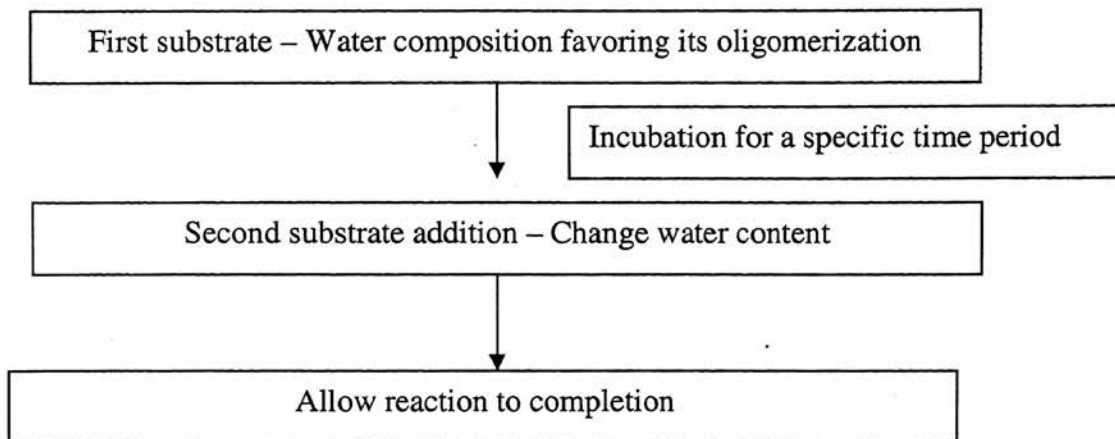 First substrate – Water composition favoring its oligomerization
Incubation for a specific time period
Second substrate addition – Change water content
Allow reaction to completion